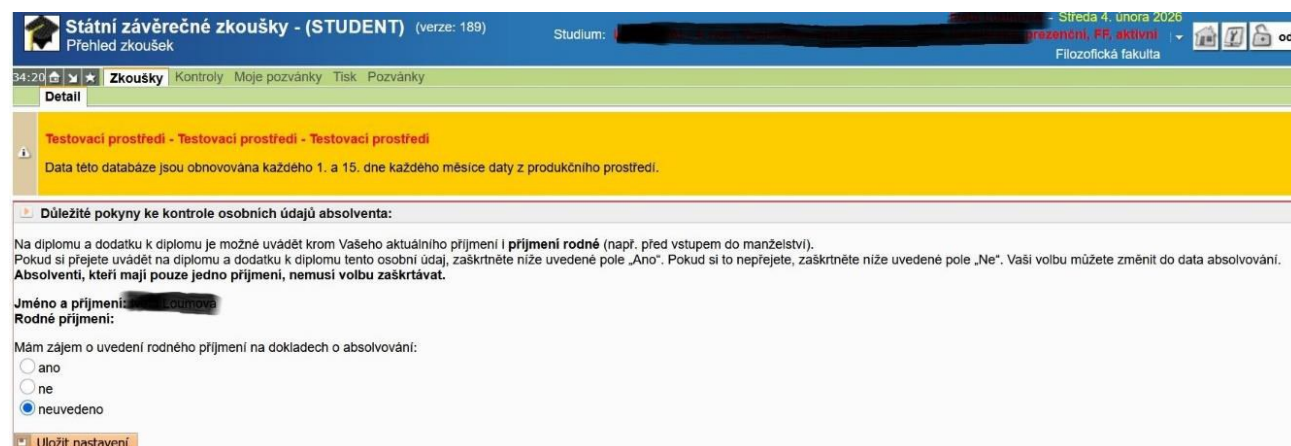 Státní závěrečné zkoušky - (STUDENT) (verze: 189)
Přehled zkoušek
Studium:
- Středa 4. února 2026
prezenční, FF, aktivní
Filozofická fakulta
34:20 Zkoušky Kontroly Moje pozvánky Tisk Pozvánky
Detail
Testovací prostředí - Testovací prostředí - Testovací prostředí
Data této databáze jsou obnovována každého 1. a 15. dne každého měsíce daty z produkčního prostředí.
Důležité pokyny ke kontrole osobních údajů absolventa:
Na diplomu a dodatku k diplomu je možné uvádět krom Vašeho aktuálního příjmení i příjmení rodné (např. před vstupem do manželství).
Pokud si přejete uvádět na diplomu a dodatku k diplomu tento osobní údaj, zaškrtněte níže uvedené pole „Ano". Pokud si to nepřejete, zaškrtněte níže uvedené pole „Ne". Vaši volbu můžete změnit do data absolvování.
Absolventi, kteří mají pouze jedno příjmení, nemusí volbu zaškrtávat.
Jméno a příjmení:
Rodné příjmení:
Mám zájem o uvedení rodného příjmení na dokladech o absolvování:
ano
ne
neuvedeno
Uložit nastavení